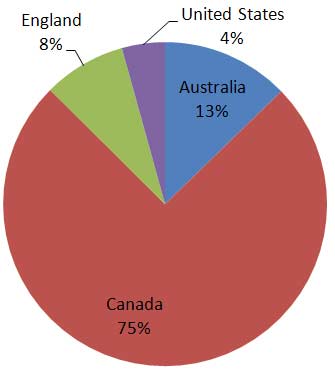 England
8%
United States
4%
Australia
13%
Canada
75%